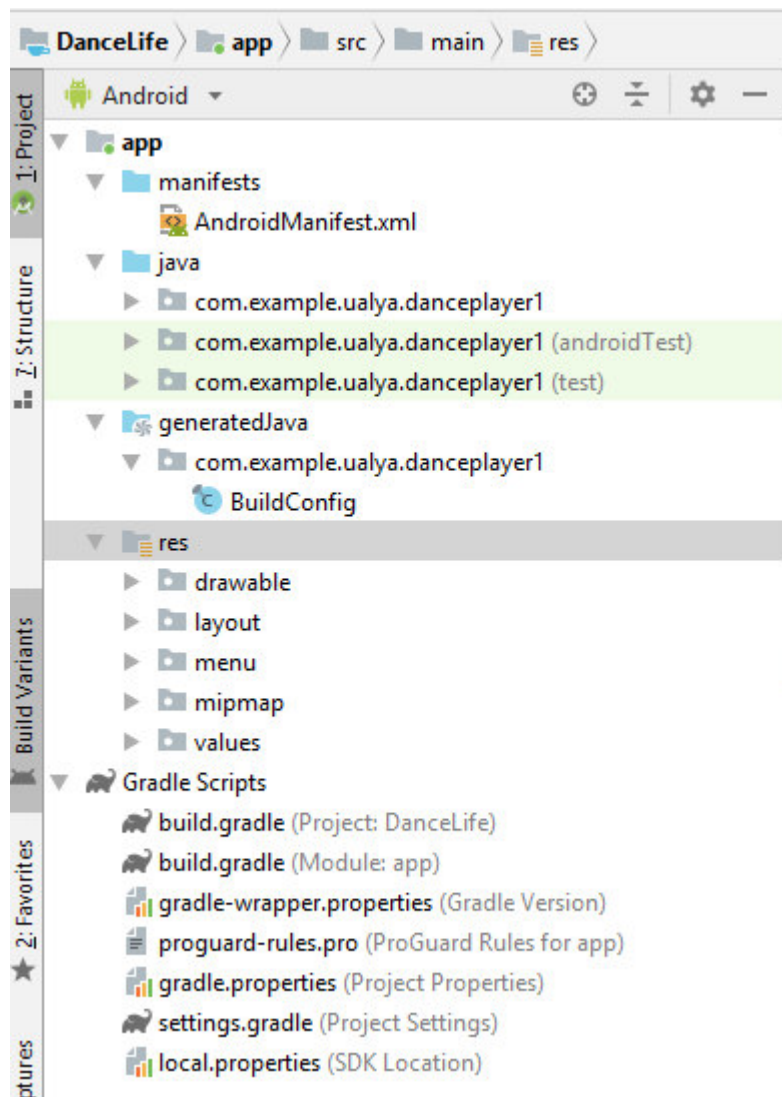 DanceLife app src main res
Android
1: Project
app
manifests
AndroidManifest.xml
java
com.example.ualya.danceplayer1
com.example.ualya.danceplayer1 (androidTest)
7: Structure
com.example.ualya.danceplayer1 (test)
generatedJava
com.example.ualya.danceplayer1
C BuildConfig
res
drawable
layout
menu
Build Variants
mipmap
values
Gradle Scripts
build.gradle (Project: DanceLife)
build.gradle (Module: app)
2: Favorites
gradle-wrapper.properties (Gradle Version)
proguard-rules.pro (ProGuard Rules for app)
gradle.properties (Project Properties)
settings.gradle (Project Settings)
local.properties (SDK Location)
ptures